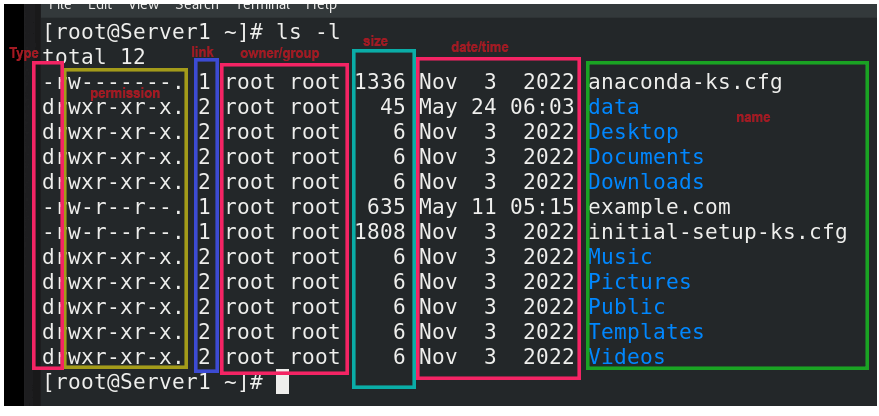 File Edit View Search Terminal Help
[root@Server1 ~]# ls -l
size
Type total 12 link owner/group date/time
-rw-------. 1 root root 1336 Nov  3  2022 anaconda-ks.cfg
permission
drwxr-xr-x. 2 root root   45 May 24 06:03 data
name
drwxr-xr-x. 2 root root    6 Nov  3  2022 Desktop
drwxr-xr-x. 2 root root    6 Nov  3  2022 Documents
drwxr-xr-x. 2 root root    6 Nov  3  2022 Downloads
-rw-r--r--. 1 root root  635 May 11 05:15 example.com
-rw-r--r--. 1 root root 1808 Nov  3  2022 initial-setup-ks.cfg
drwxr-xr-x. 2 root root    6 Nov  3  2022 Music
drwxr-xr-x. 2 root root    6 Nov  3  2022 Pictures
drwxr-xr-x. 2 root root    6 Nov  3  2022 Public
drwxr-xr-x. 2 root root    6 Nov  3  2022 Templates
drwxr-xr-x. 2 root root    6 Nov  3  2022 Videos
[root@Server1 ~]#